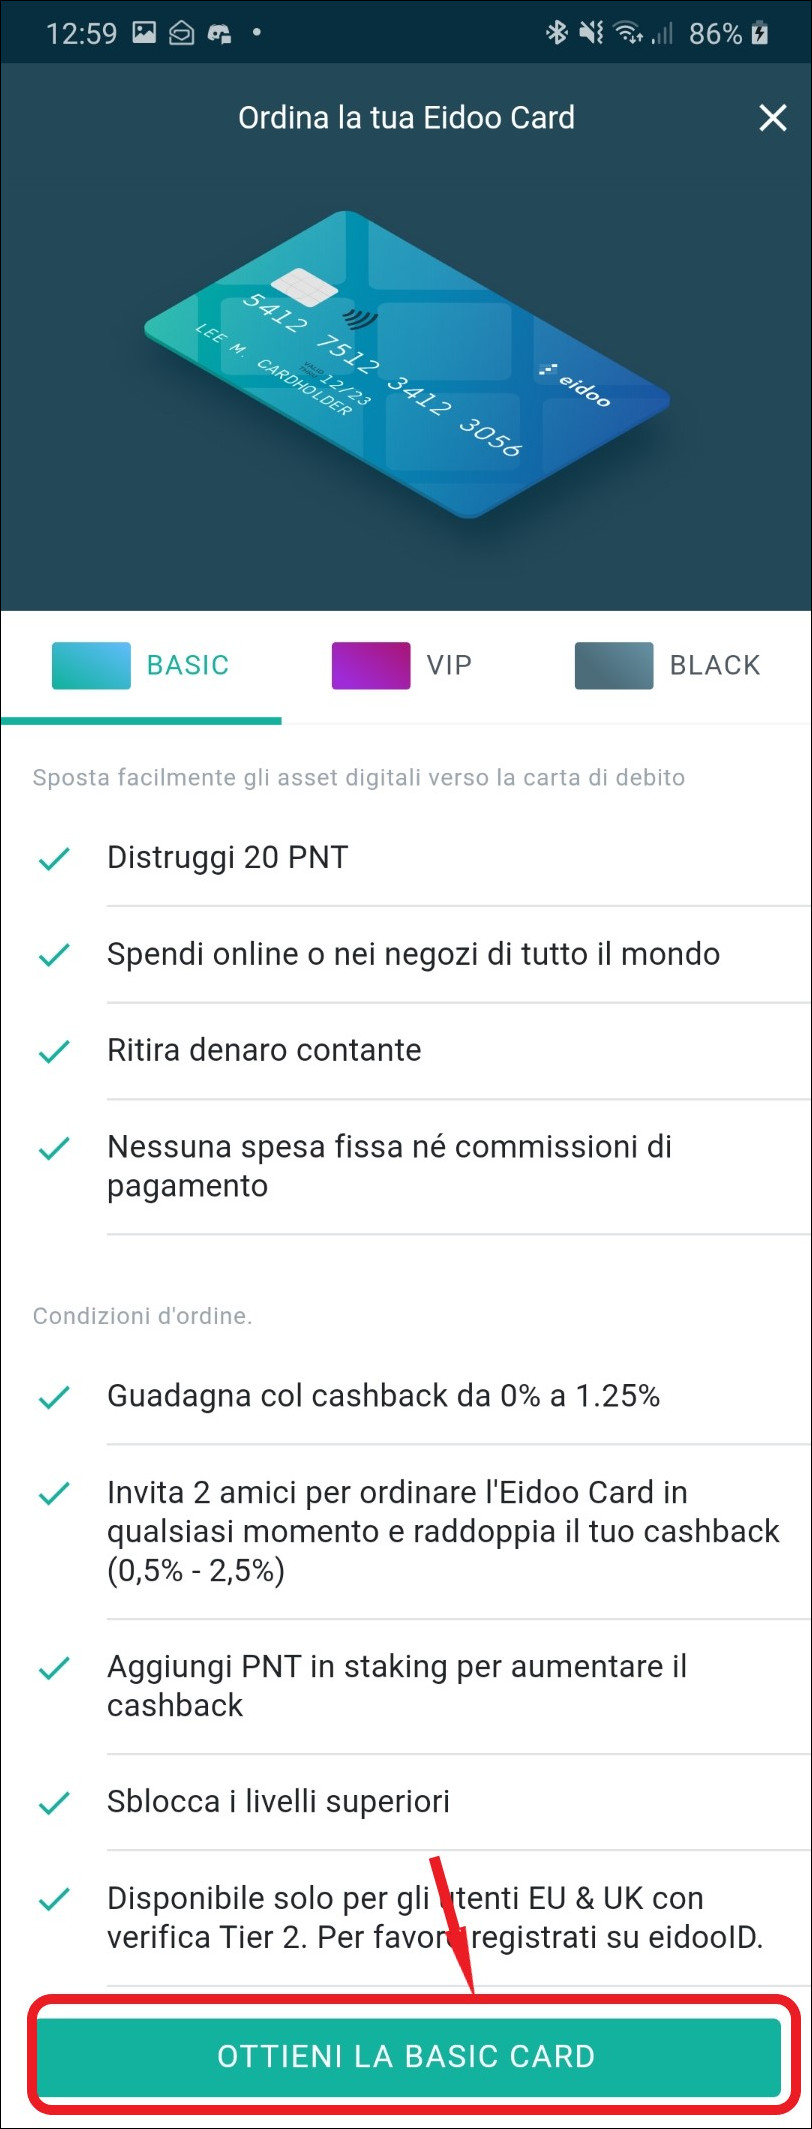 12:59
86%
Ordina la tua Eidoo Card
5412 7512 3412 3056
VALID
THRU
12/23
LEE M. CARDHOLDER
eidoo
BASIC
VIP
BLACK
Sposta facilmente gli asset digitali verso la carta di debito
Distruggi 20 PNT
Spendi online o nei negozi di tutto il mondo
Ritira denaro contante
Nessuna spesa fissa né commissioni di
pagamento
Condizioni d'ordine.
Guadagna col cashback da 0% a 1.25%
Invita 2 amici per ordinare l'Eidoo Card in
qualsiasi momento e raddoppia il tuo cashback
(0,5% - 2,5%)
Aggiungi PNT in staking per aumentare il
cashback
Sblocca i livelli superiori
Disponibile solo per gli utenti EU & UK con
verifica Tier 2. Per favore registrati su eidooID.
OTTIENI LA BASIC CARD